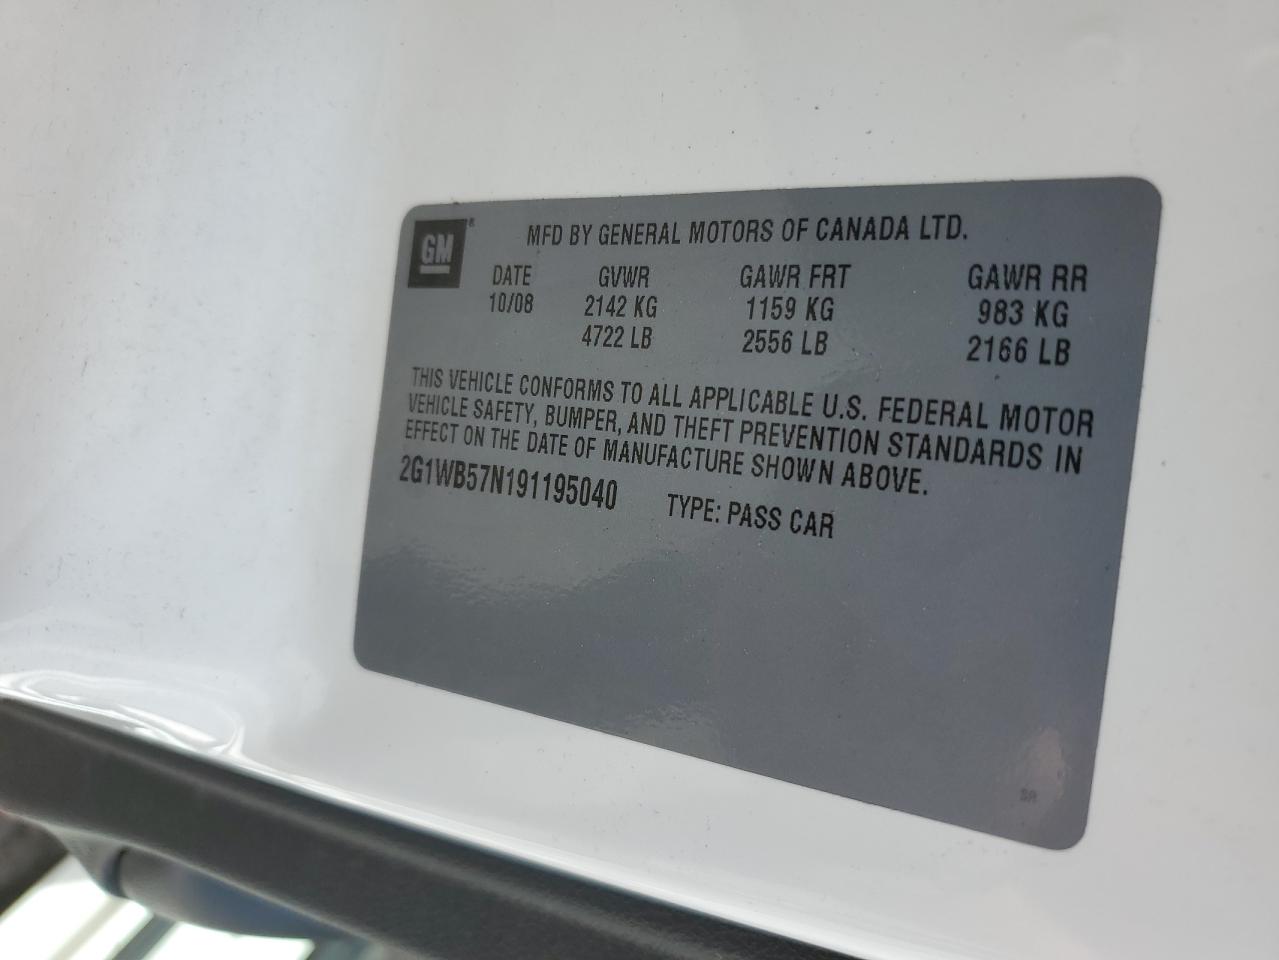 GM®
MFD BY GENERAL MOTORS OF CANADA LTD.
DATE GVWR GAWR FRT GAWR RR
10/08 2142 KG 1159 KG 983 KG
4722 LB 2556 LB 2166 LB
THIS VEHICLE CONFORMS TO ALL APPLICABLE U.S. FEDERAL MOTOR
VEHICLE SAFETY, BUMPER, AND THEFT PREVENTION STANDARDS IN
EFFECT ON THE DATE OF MANUFACTURE SHOWN ABOVE.
2G1WB57N191195040 TYPE: PASS CAR
SR